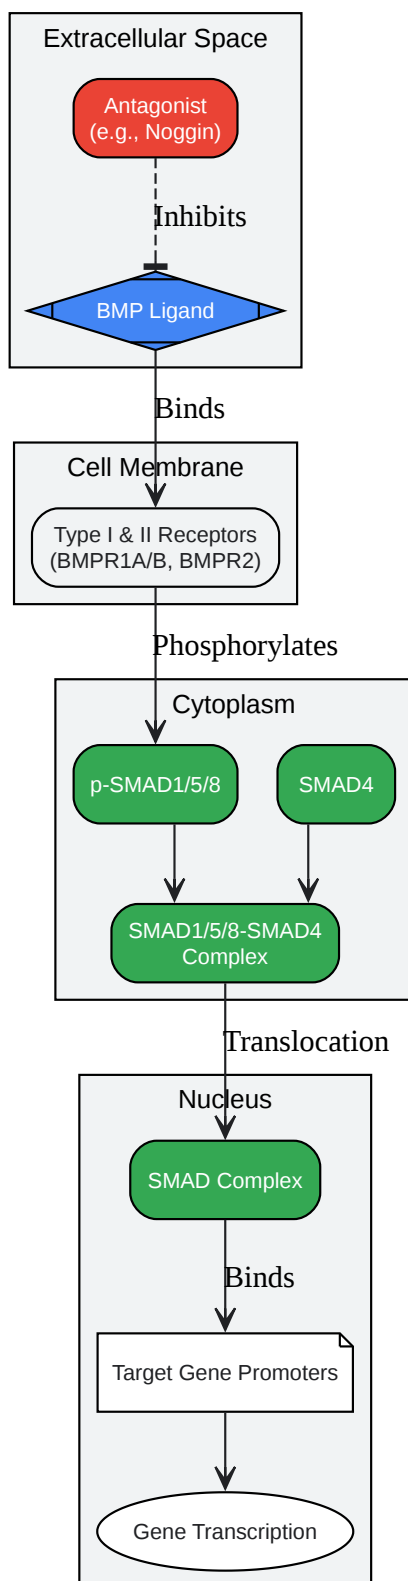 Extracellular Space
Antagonist
(e.g., Noggin)
Inhibits
BMP Ligand
Binds
Cell Membrane
Type I & II Receptors
(BMPR1A/B, BMPR2)
Phosphorylates
Cytoplasm
p-SMAD1/5/8
SMAD4
SMAD1/5/8-SMAD4
Complex
Translocation
Nucleus
SMAD Complex
Binds
Target Gene Promoters
Gene Transcription